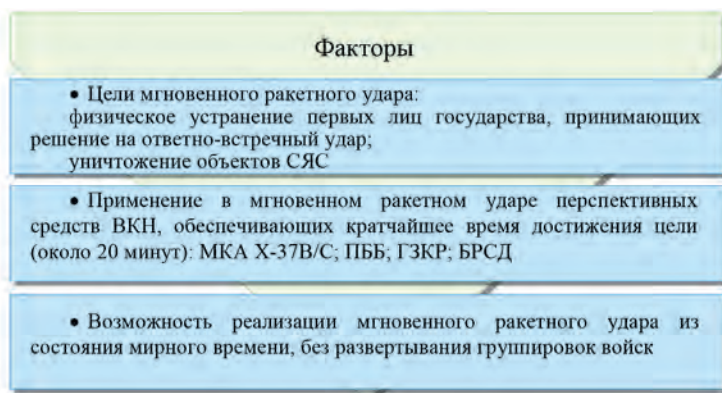 Факторы
• Цели мгновенного ракетного удара:
физическое устранение первых лиц государства, принимающих
решение на ответно-встречный удар;
уничтожение объектов СЯС
• Применение в мгновенном ракетном ударе перспективных
средств ВКН, обеспечивающих кратчайшее время достижения цели
(около 20 минут): МКА Х-37В/С; ПББ; ГЗКР; БРСД
• Возможность реализации мгновенного ракетного удара из
состояния мирного времени, без развертывания группировок войск